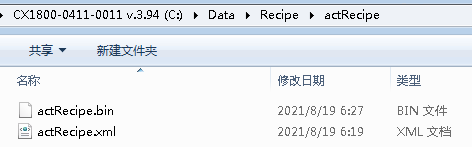 CX1800-0411-0011 v.3.94 (C:) ▸ Data ▸ Recipe ▸ actRecipe
共享 ▼ 新建文件夹
名称 修改日期 类型
actRecipe.bin 2021/8/19 6:27 BIN 文件
actRecipe.xml 2021/8/19 6:19 XML 文档